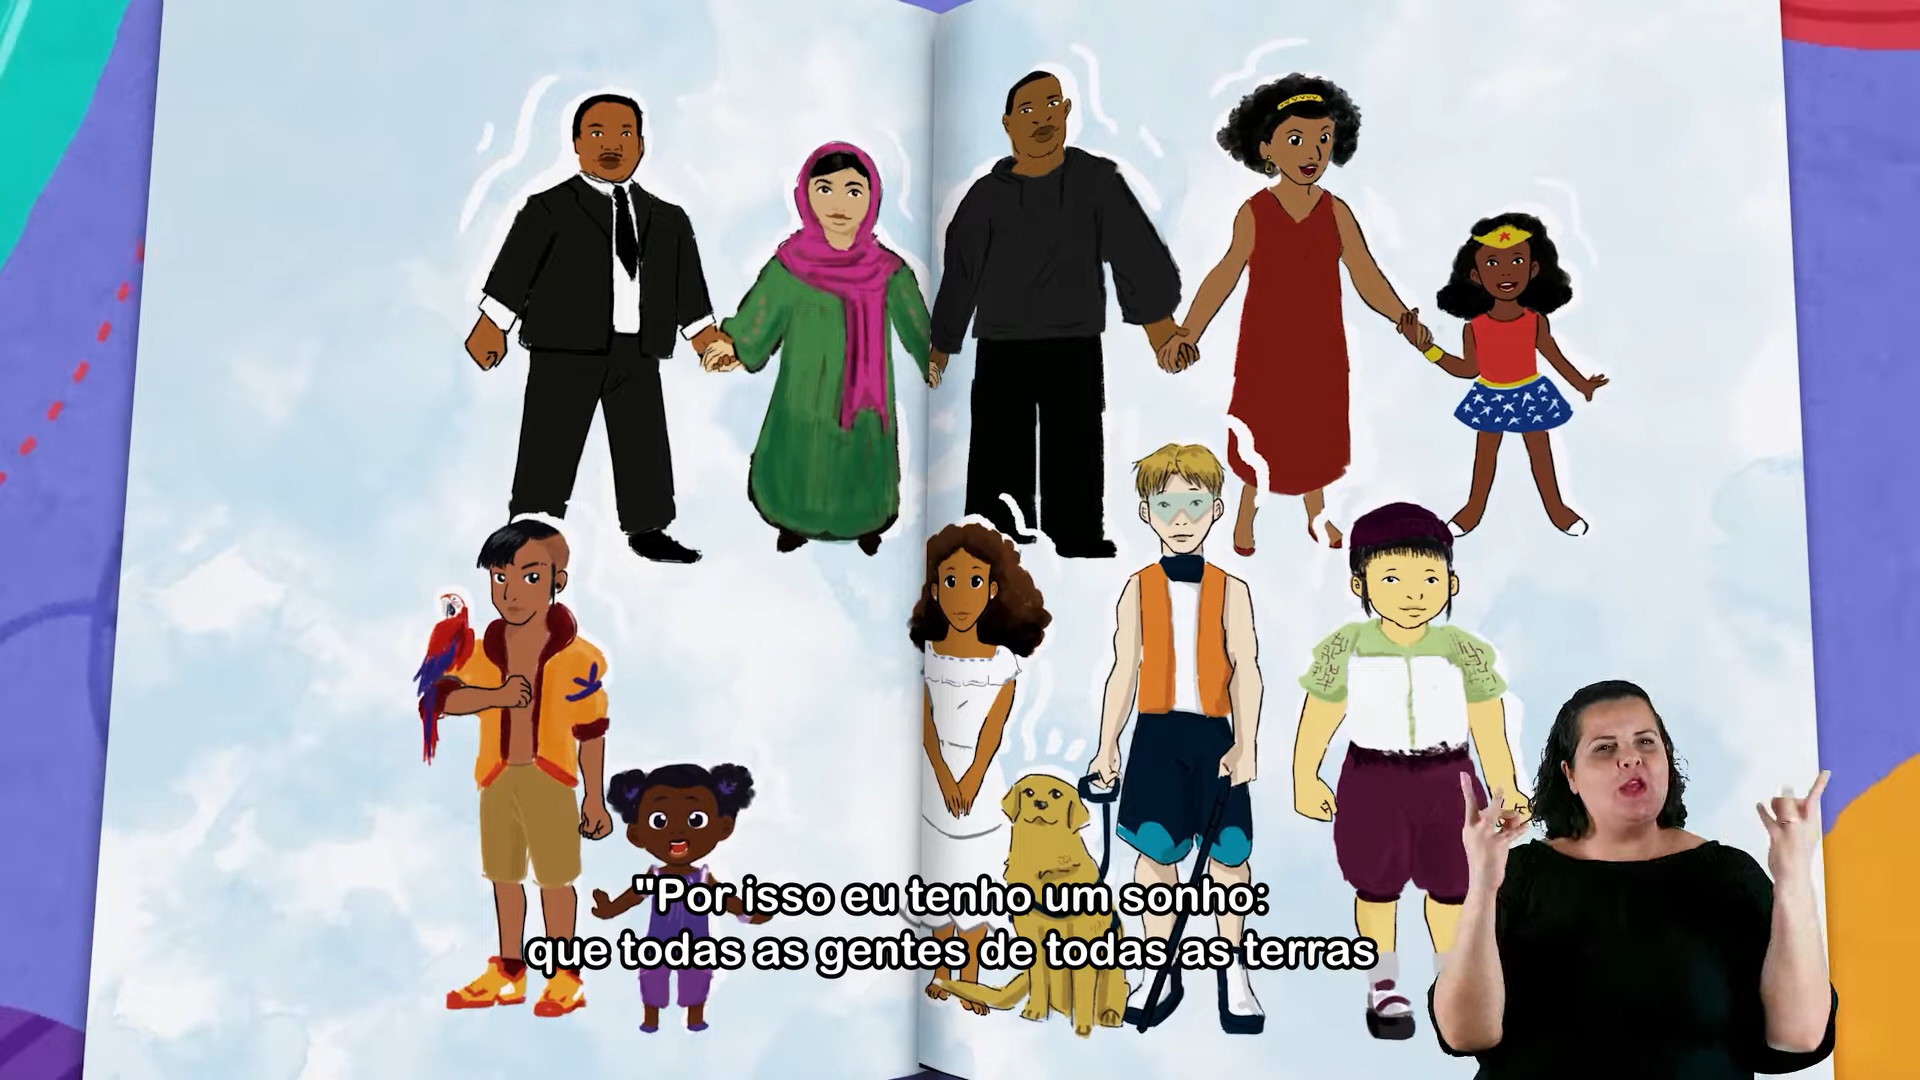 "Por isso eu tenho um sonho:
que todas as gentes de todas as terras